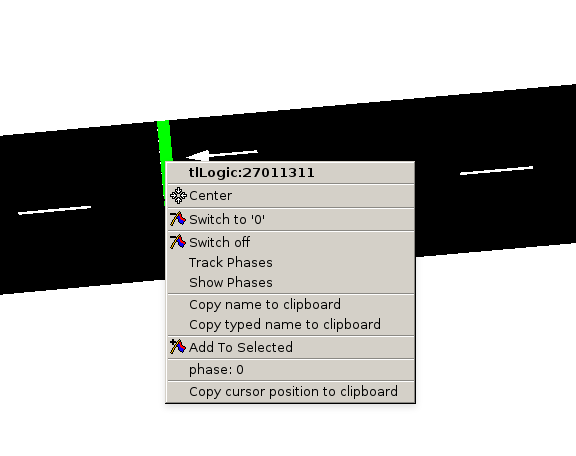 tlLogic:27011311
Center
Switch to '0'
Switch off
Track Phases
Show Phases
Copy name to clipboard
Copy typed name to clipboard
Add To Selected
phase: 0
Copy cursor position to clipboard